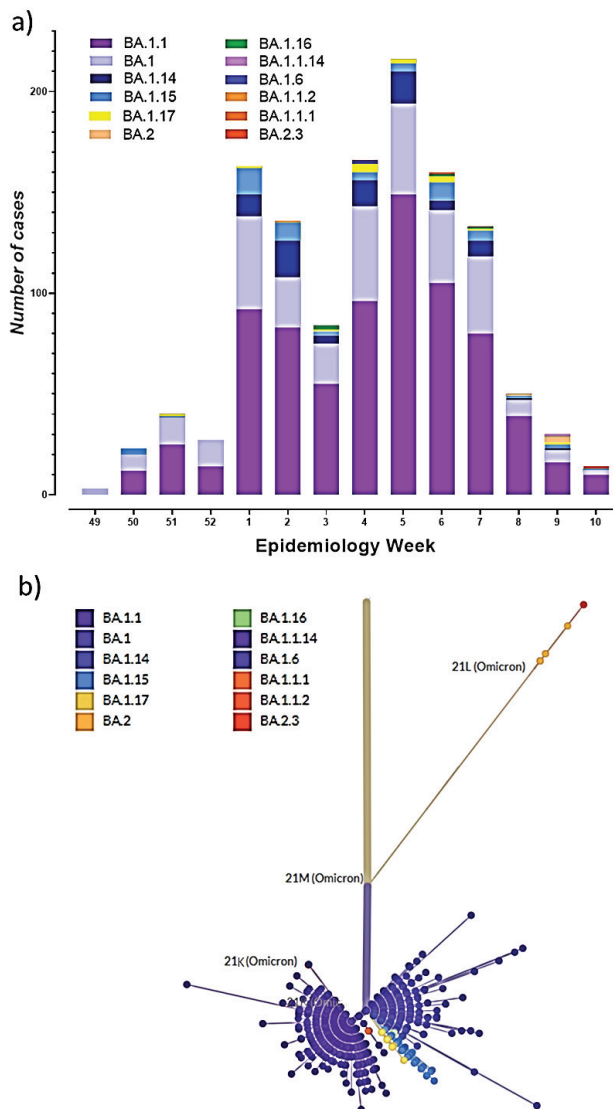 a)
BA.1.1
BA.1.16
BA.1
BA.1.1.14
BA.1.14
BA.1.6
BA.1.15
BA.1.1.2
BA.1.17
BA.1.1.1
BA.2
BA.2.3
Number of cases
200
100
0
49 50 51 52 1 2 3 4 5 6 7 8 9 10
Epidemiology Week
b)
BA.1.1
BA.1.16
BA.1
BA.1.1.14
BA.1.14
BA.1.6
BA.1.15
BA.1.1.1
BA.1.17
BA.1.1.2
BA.2
BA.2.3
21L (Omicron)
21M (Omicron)
21K (Omicron)